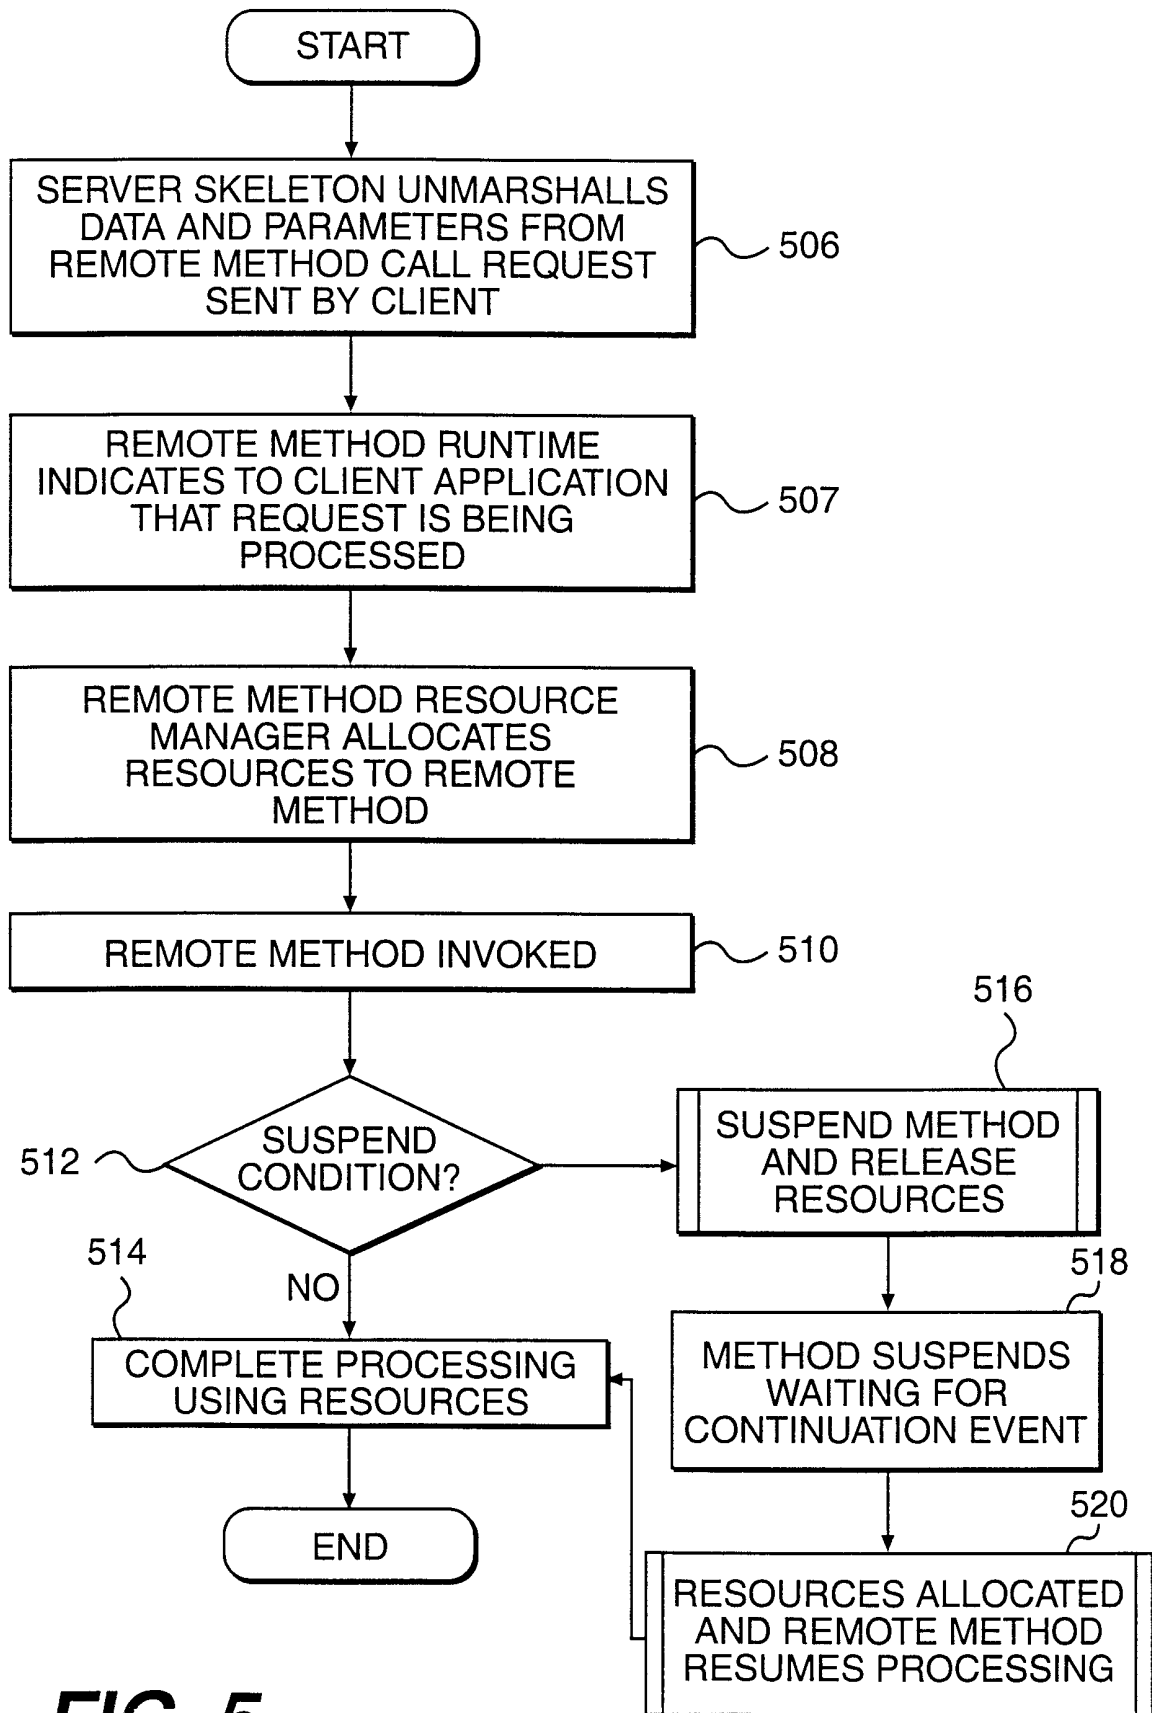 START
SERVER SKELETON UNMARSHALLS
DATA AND PARAMETERS FROM
REMOTE METHOD CALL REQUEST
SENT BY CLIENT
506
REMOTE METHOD RUNTIME
INDICATES TO CLIENT APPLICATION
THAT REQUEST IS BEING
PROCESSED
507
REMOTE METHOD RESOURCE
MANAGER ALLOCATES
RESOURCES TO REMOTE
METHOD
508
REMOTE METHOD INVOKED
510
512
SUSPEND
CONDITION?
516
SUSPEND METHOD
AND RELEASE
RESOURCES
NO
514
COMPLETE PROCESSING
USING RESOURCES
518
METHOD SUSPENDS
WAITING FOR
CONTINUATION EVENT
END
520
RESOURCES ALLOCATED
AND REMOTE METHOD
RESUMES PROCESSING
FIG. 5